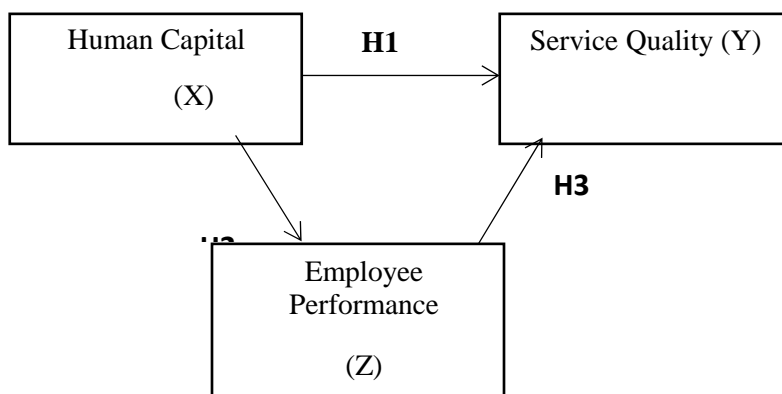 Human Capital
(X)
H1
Service Quality (Y)
H3
Employee
Performance
(Z)